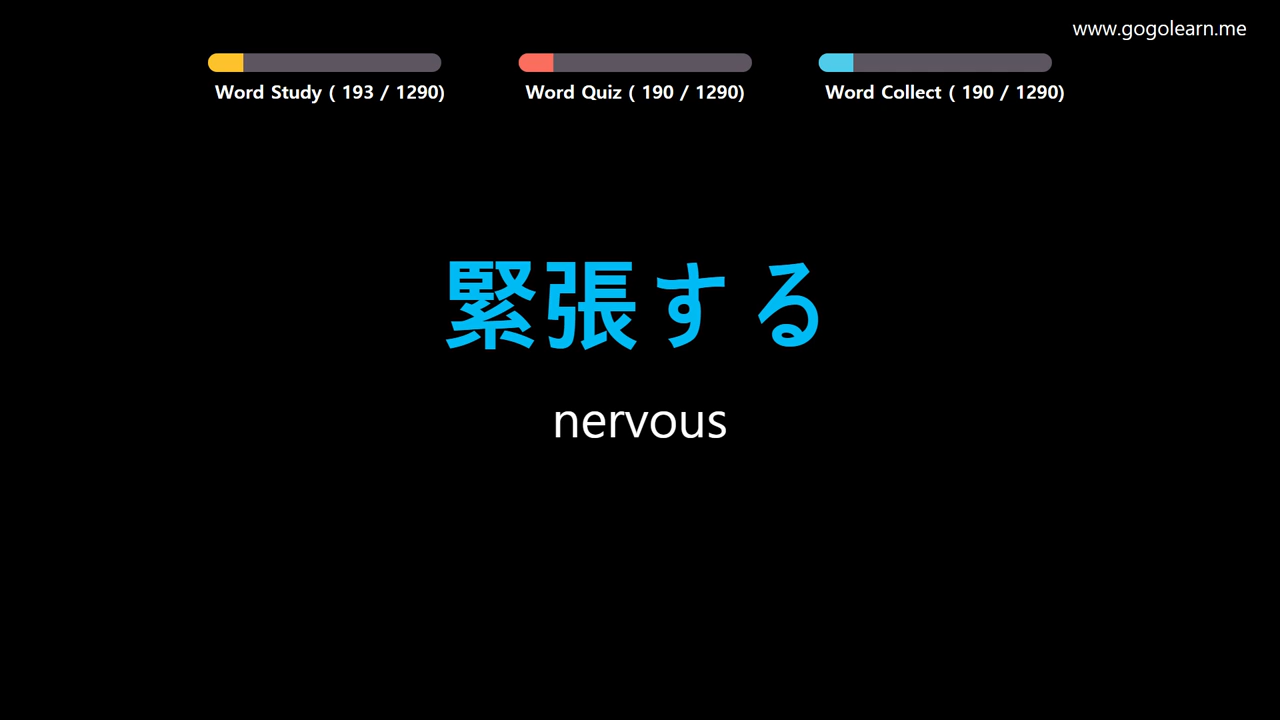 www.gogolearn.me
Word Study ( 193 / 1290)
Word Quiz ( 190 / 1290)
Word Collect ( 190 / 1290)
緊張する
nervous